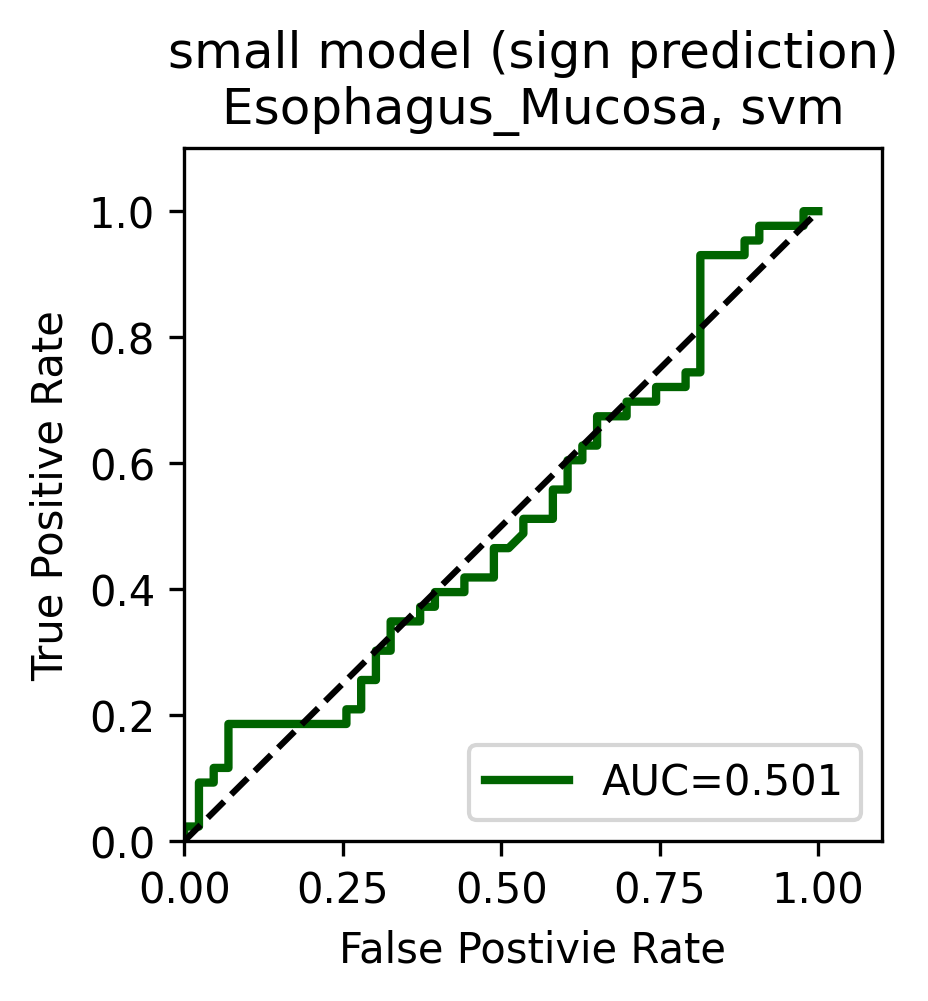 small model (sign prediction)
Esophagus_Mucosa, svm
1.0
0.8
0.6
0.4
0.2
0.0
True Positive Rate
AUC=0.501
0.00 0.25 0.50 0.75 1.00
False Postivie Rate